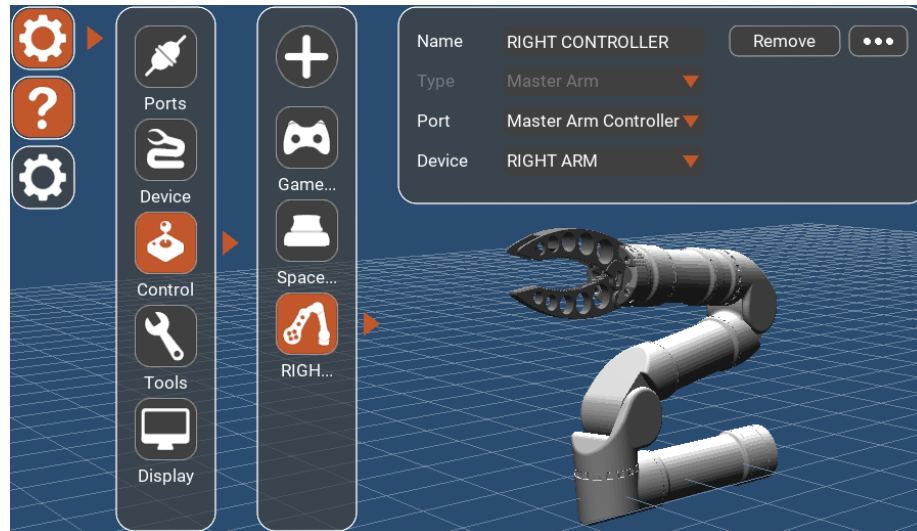 Ports
Device
Control
Tools
Display
Game...
Space...
RIGH...
Name RIGHT CONTROLLER Remove
Type Master Arm
Port Master Arm Controller
Device RIGHT ARM